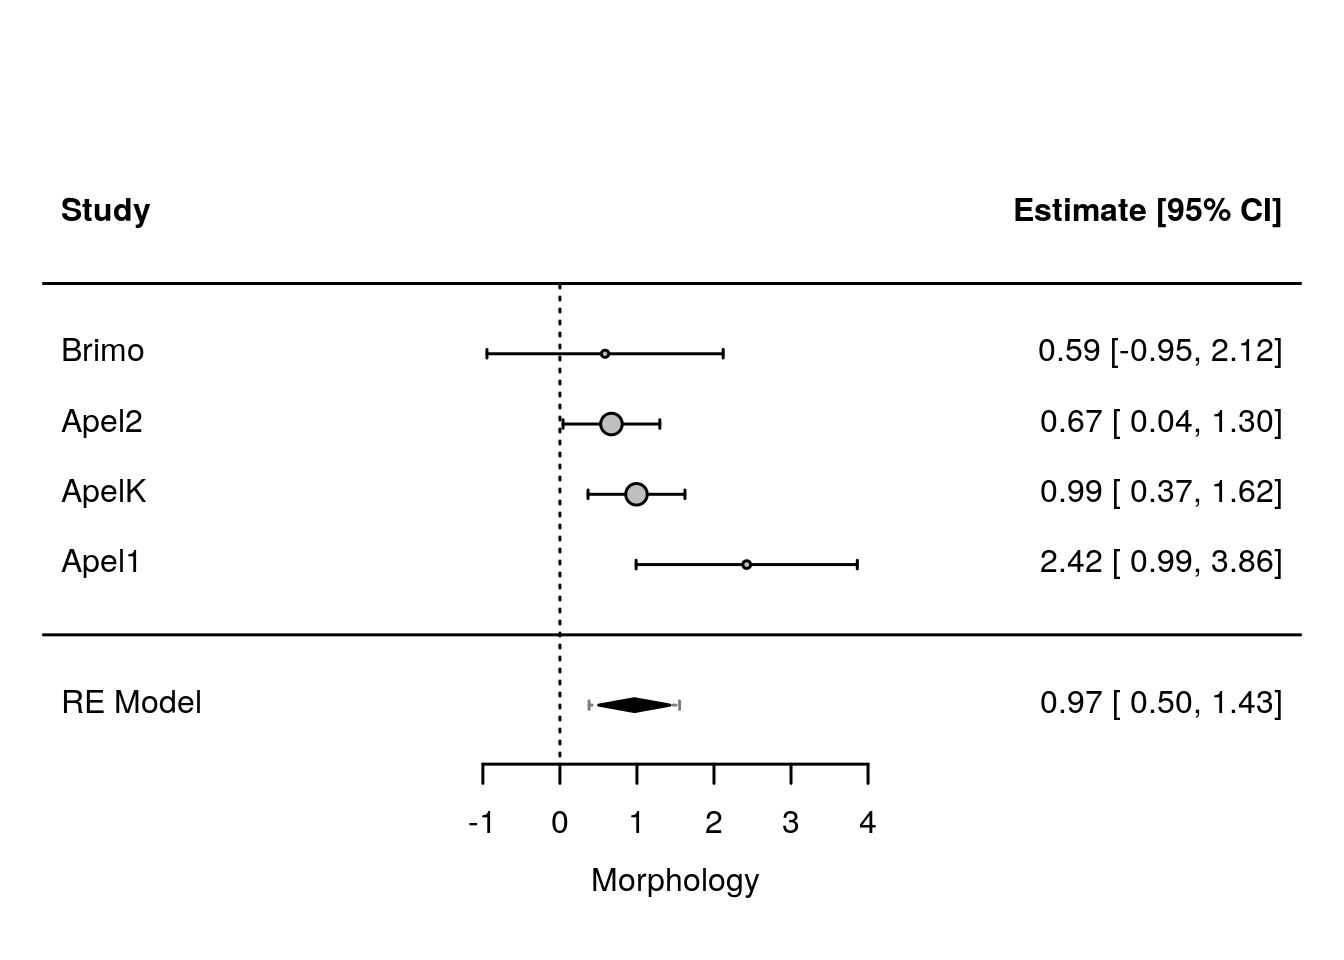 Study Estimate [95% CI]
Brimo 0.59 [-0.95, 2.12]
Apel2 0.67 [ 0.04, 1.30]
ApelK 0.99 [ 0.37, 1.62]
Apel1 2.42 [ 0.99, 3.86]
RE Model 0.97 [ 0.50, 1.43]
-1 0 1 2 3 4
Morphology